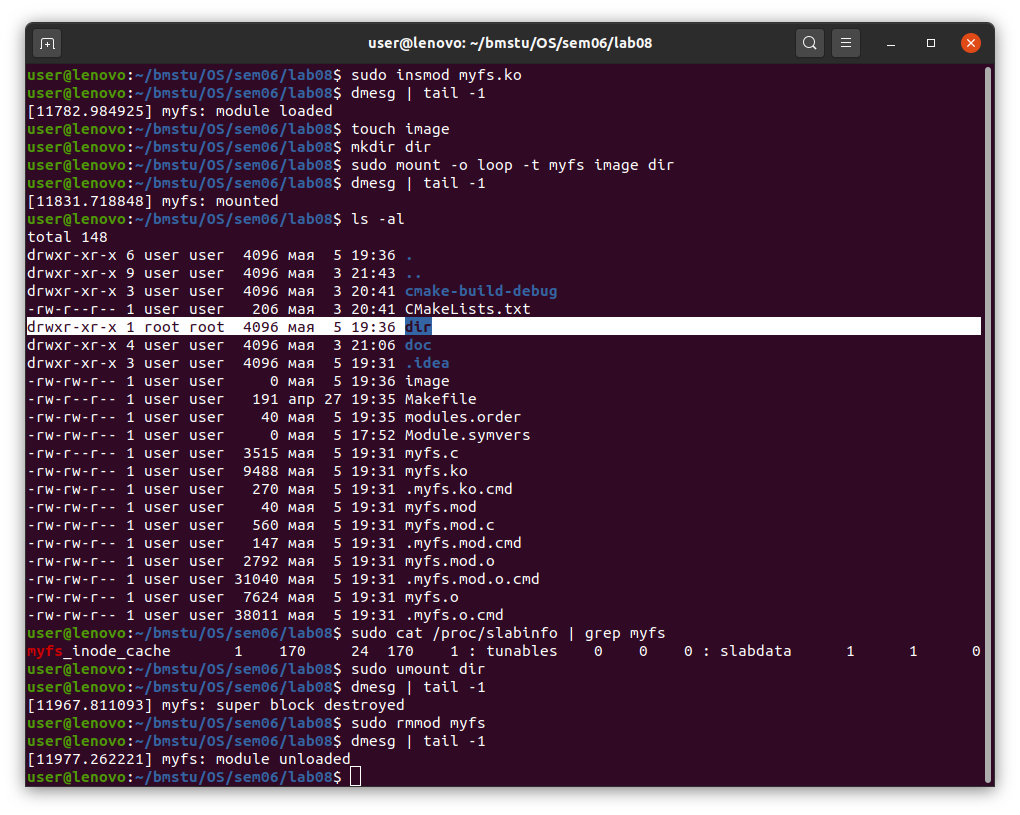 user@lenovo: ~/bmstu/OS/sem06/lab08
user@lenovo:~/bmstu/OS/sem06/lab08$ sudo insmod myfs.ko
user@lenovo:~/bmstu/OS/sem06/lab08$ dmesg | tail -1
[11782.984925] myfs: module loaded
user@lenovo:~/bmstu/OS/sem06/lab08$ touch image
user@lenovo:~/bmstu/OS/sem06/lab08$ mkdir dir
user@lenovo:~/bmstu/OS/sem06/lab08$ sudo mount -o loop -t myfs image dir
user@lenovo:~/bmstu/OS/sem06/lab08$ dmesg | tail -1
[11831.718848] myfs: mounted
user@lenovo:~/bmstu/OS/sem06/lab08$ ls -al
total 148
drwxr-xr-x 6 user user  4096 мая  5 19:36 .
drwxr-xr-x 9 user user  4096 мая  3 21:43 ..
drwxr-xr-x 3 user user  4096 мая  3 20:41 cmake-build-debug
-rw-r--r-- 1 user user   206 мая  3 20:41 CMakeLists.txt
drwxr-xr-x 1 root root  4096 мая  5 19:36 dir
drwxr-xr-x 4 user user  4096 мая  3 21:06 doc
drwxr-xr-x 3 user user  4096 мая  5 19:31 .idea
-rw-rw-r-- 1 user user     0 мая  5 19:36 image
-rw-r--r-- 1 user user   191 апр 27 19:35 Makefile
-rw-rw-r-- 1 user user    40 мая  5 19:35 modules.order
-rw-rw-r-- 1 user user     0 мая  5 17:52 Module.symvers
-rw-rw-r-- 1 user user  3515 мая  5 19:31 myfs.c
-rw-rw-r-- 1 user user  9488 мая  5 19:31 myfs.ko
-rw-rw-r-- 1 user user   270 мая  5 19:31 .myfs.ko.cmd
-rw-rw-r-- 1 user user    40 мая  5 19:31 myfs.mod
-rw-rw-r-- 1 user user   560 мая  5 19:31 myfs.mod.c
-rw-rw-r-- 1 user user   147 мая  5 19:31 .myfs.mod.cmd
-rw-rw-r-- 1 user user  2792 мая  5 19:31 myfs.mod.o
-rw-rw-r-- 1 user user 31040 мая  5 19:31 .myfs.mod.o.cmd
-rw-rw-r-- 1 user user  7624 мая  5 19:31 myfs.o
-rw-rw-r-- 1 user user 38011 мая  5 19:31 .myfs.o.cmd
user@lenovo:~/bmstu/OS/sem06/lab08$ sudo cat /proc/slabinfo | grep myfs
myfs_inode_cache       1    170     24  170    1 : tunables    0    0    0 : slabdata      1      1      0
user@lenovo:~/bmstu/OS/sem06/lab08$ sudo umount dir
user@lenovo:~/bmstu/OS/sem06/lab08$ dmesg | tail -1
[11967.811093] myfs: super block destroyed
user@lenovo:~/bmstu/OS/sem06/lab08$ sudo rmmod myfs
user@lenovo:~/bmstu/OS/sem06/lab08$ dmesg | tail -1
[11977.262221] myfs: module unloaded
user@lenovo:~/bmstu/OS/sem06/lab08$